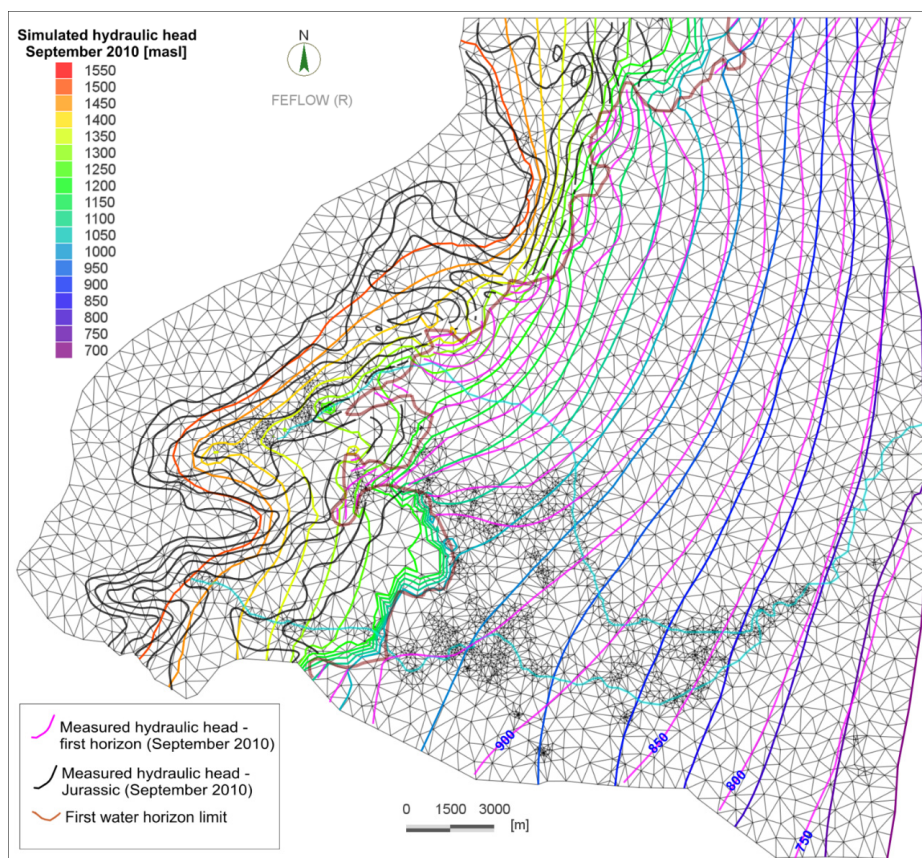 Simulated hydraulic head
September 2010 [masl]
N
FEFLOW (R)
1550
1500
1450
1400
1350
1300
1250
1200
1150
1100
1050
1000
950
900
850
800
750
700
900
850
800
750
Measured hydraulic head -
first horizon (September 2010)
Measured hydraulic head -
Jurassic (September 2010)
First water horizon limit
0 1500 3000
[m]